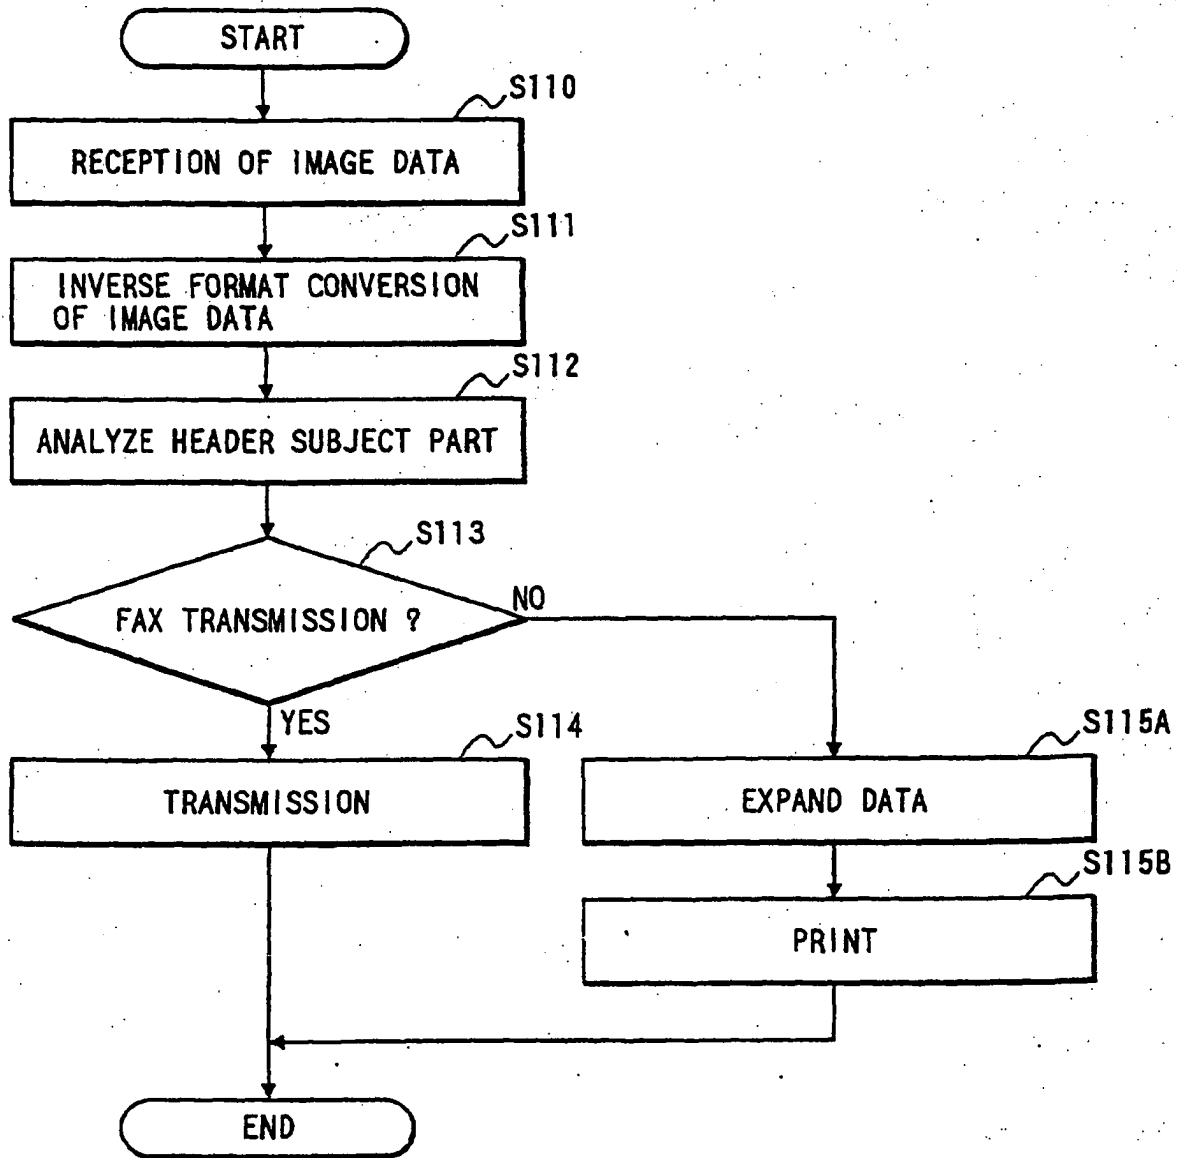 START
S110
RECEPTION OF IMAGE DATA
S111
INVERSE FORMAT CONVERSION
OF IMAGE DATA
S112
ANALYZE HEADER SUBJECT PART
S113
FAX TRANSMISSION ?
NO
YES
S114
TRANSMISSION
S115A
EXPAND DATA
S115B
PRINT
END